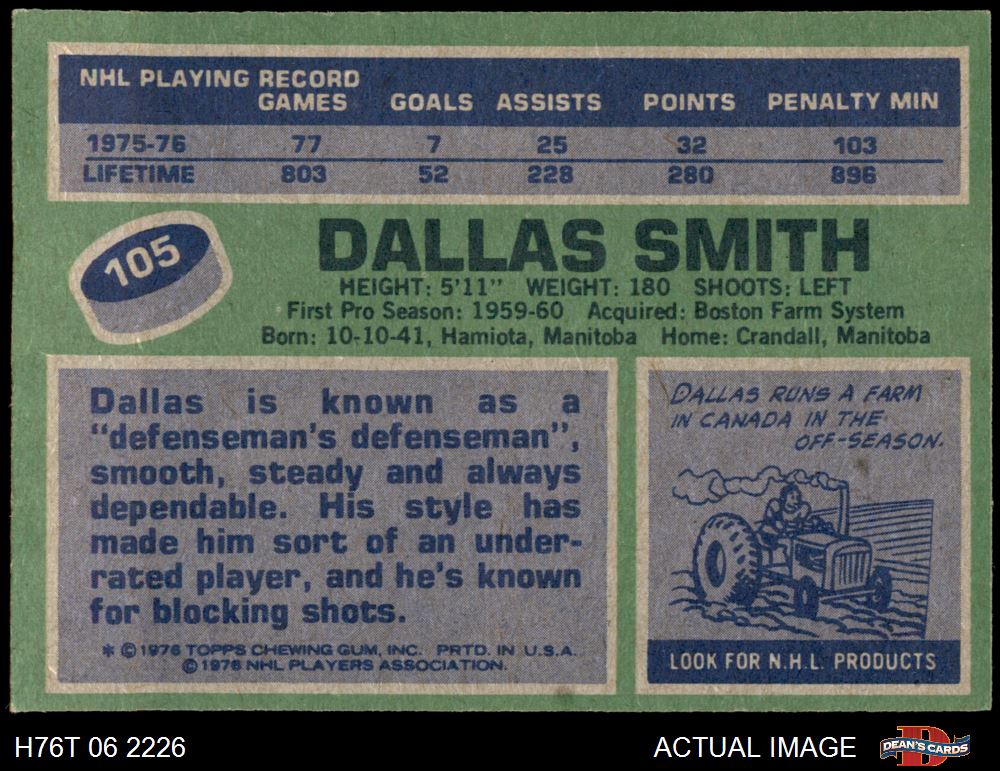 NHL PLAYING RECORD
GAMES GOALS ASSISTS POINTS PENALTY MIN
1975-76 77 7 25 32 103
LIFETIME 803 52 228 280 896
105
DALLAS SMITH
HEIGHT: 5'11" WEIGHT: 180 SHOOTS: LEFT
First Pro Season: 1959-60 Acquired: Boston Farm System
Born: 10-10-41, Hamiota, Manitoba Home: Crandall, Manitoba
Dallas is known as a
"defenseman's defenseman",
smooth, steady and always
dependable. His style has
made him sort of an under-
rated player, and he's known
for blocking shots.
* © 1976 TOPPS CHEWING GUM, INC. PRTD. IN U.S.A.
© 1976 NHL PLAYERS ASSOCIATION.
DALLAS RUNS A FARM
IN CANADA IN THE
OFF-SEASON.
LOOK FOR N.H.L. PRODUCTS
H76T 06 2226 ACTUAL IMAGE DEAN'S CARDS